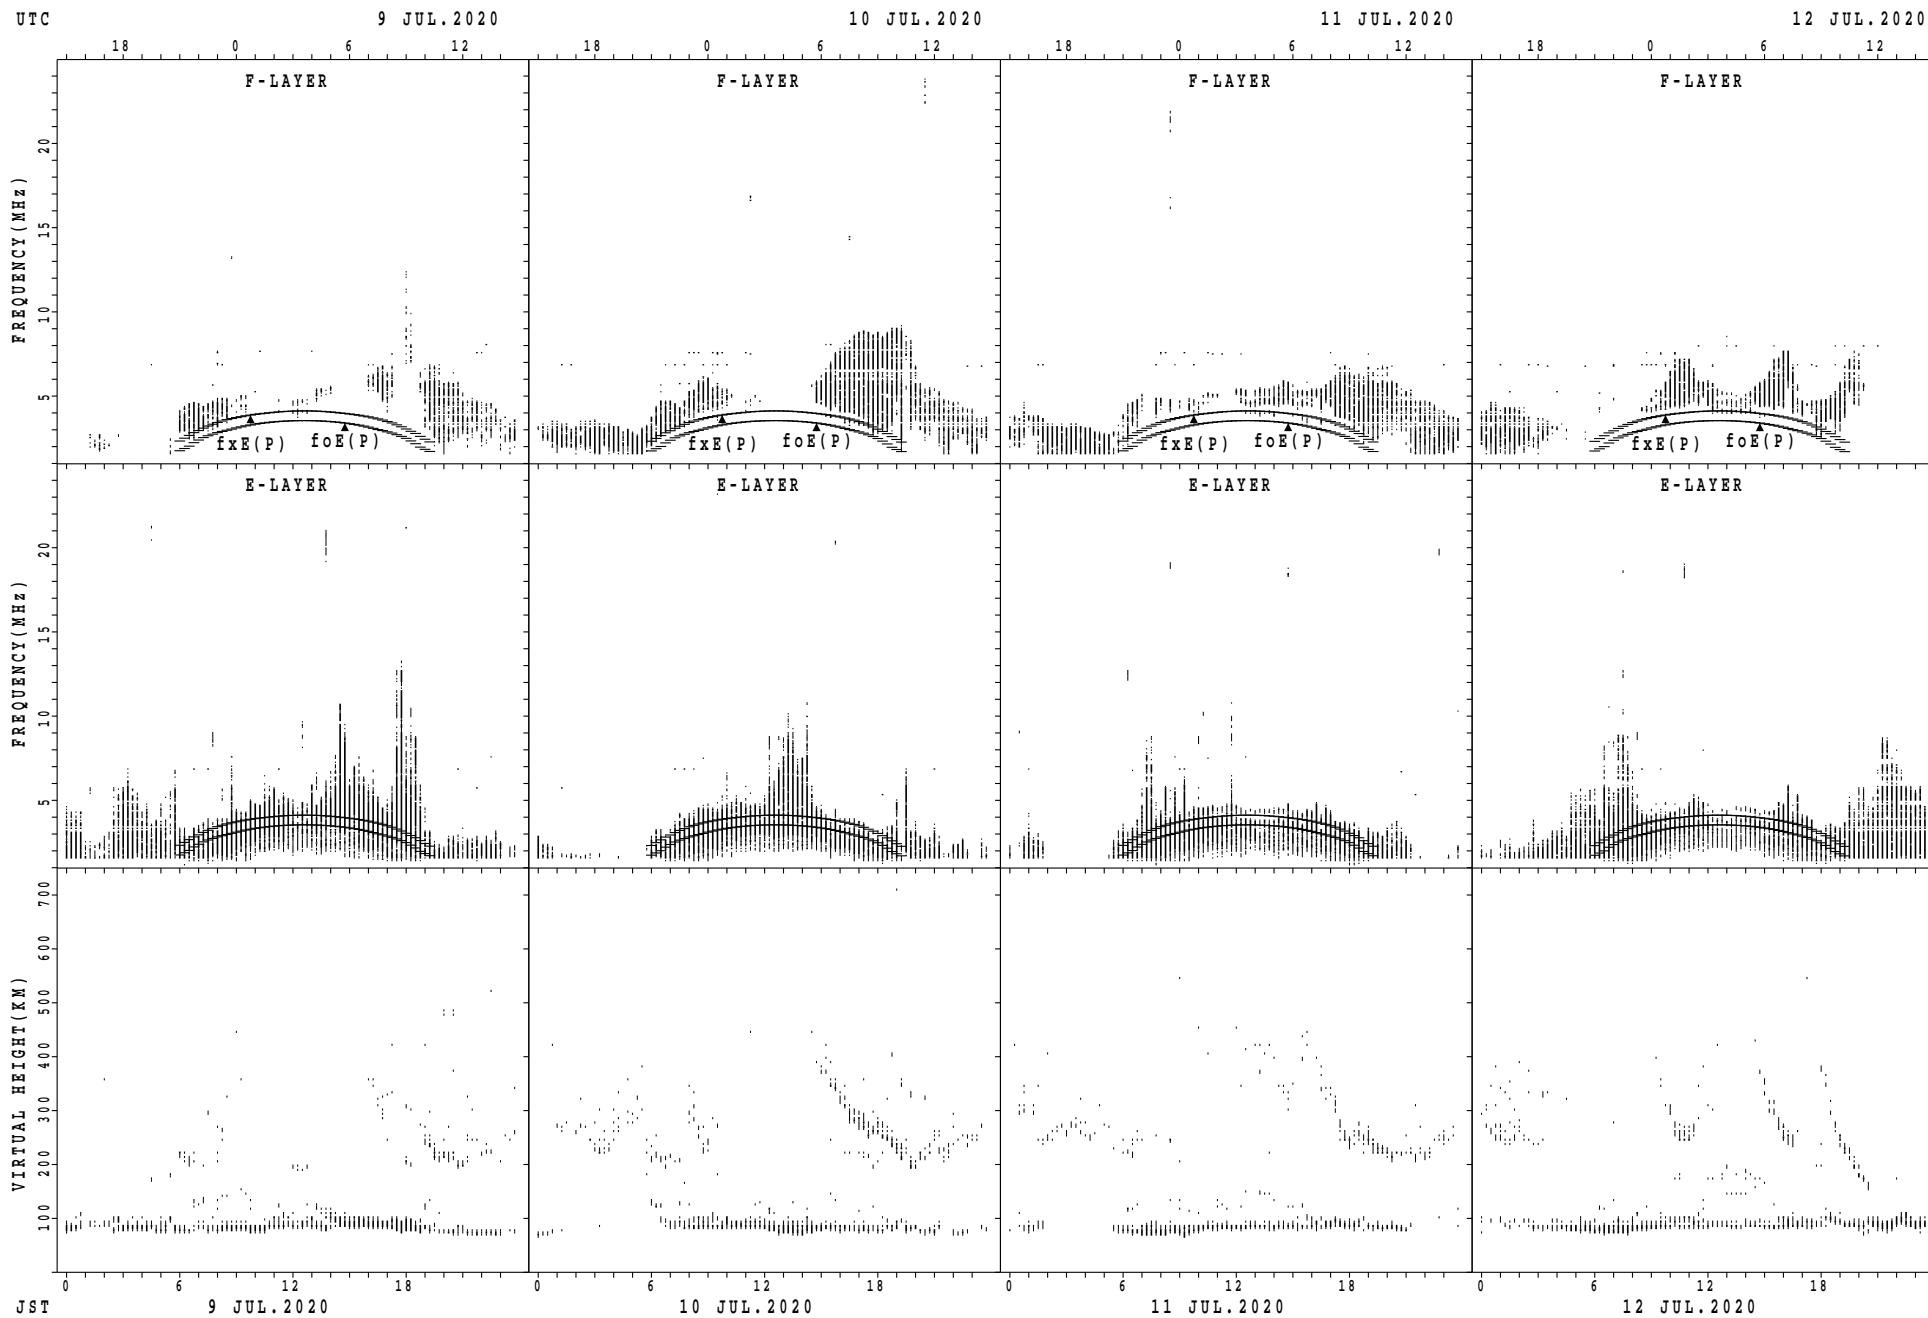 UTC 9 JUL.2020 10 JUL.2020 11 JUL.2020 12 JUL.2020
18 0 6 12 18 0 6 12 18 0 6 12 18 0 6 12
F-LAYER F-LAYER F-LAYER F-LAYER
FREQUENCY(MHz)
20
15
10
5
fxE(P) foE(P) fxE(P) foE(P) fxE(P) foE(P) fxE(P) foE(P)
E-LAYER E-LAYER E-LAYER E-LAYER
FREQUENCY(MHz)
20
15
10
5
VIRTUAL HEIGHT(KM)
700
600
500
400
300
200
100
0 6 12 18 0 6 12 18 0 6 12 18 0 6 12 18
JST 9 JUL.2020 10 JUL.2020 11 JUL.2020 12 JUL.2020